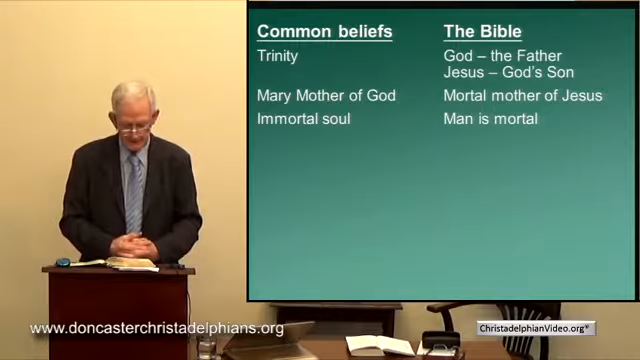 Common beliefs The Bible
Trinity God – the Father
Jesus – God's Son
Mary Mother of God Mortal mother of Jesus
Immortal soul Man is mortal
www.doncasterchristadelphians.org
ChristadelphianVideo.org*